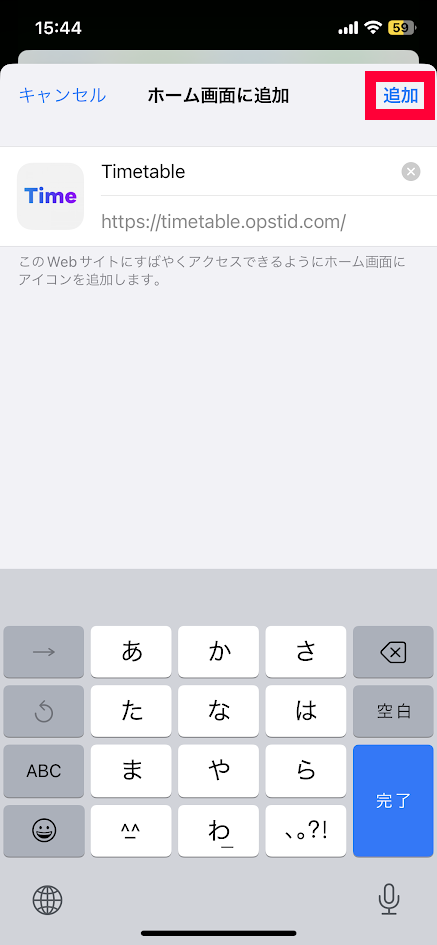 15:44
59
キャンセル
ホーム画面に追加
追加
Time
Timetable
https://timetable.opstid.com/
このWebサイトにすばやくアクセスできるようにホーム画面に
アイコンを追加します。
→ あ か さ
た な は 空白
ABC ま や ら
完了
^_^ わ_ 、。?!